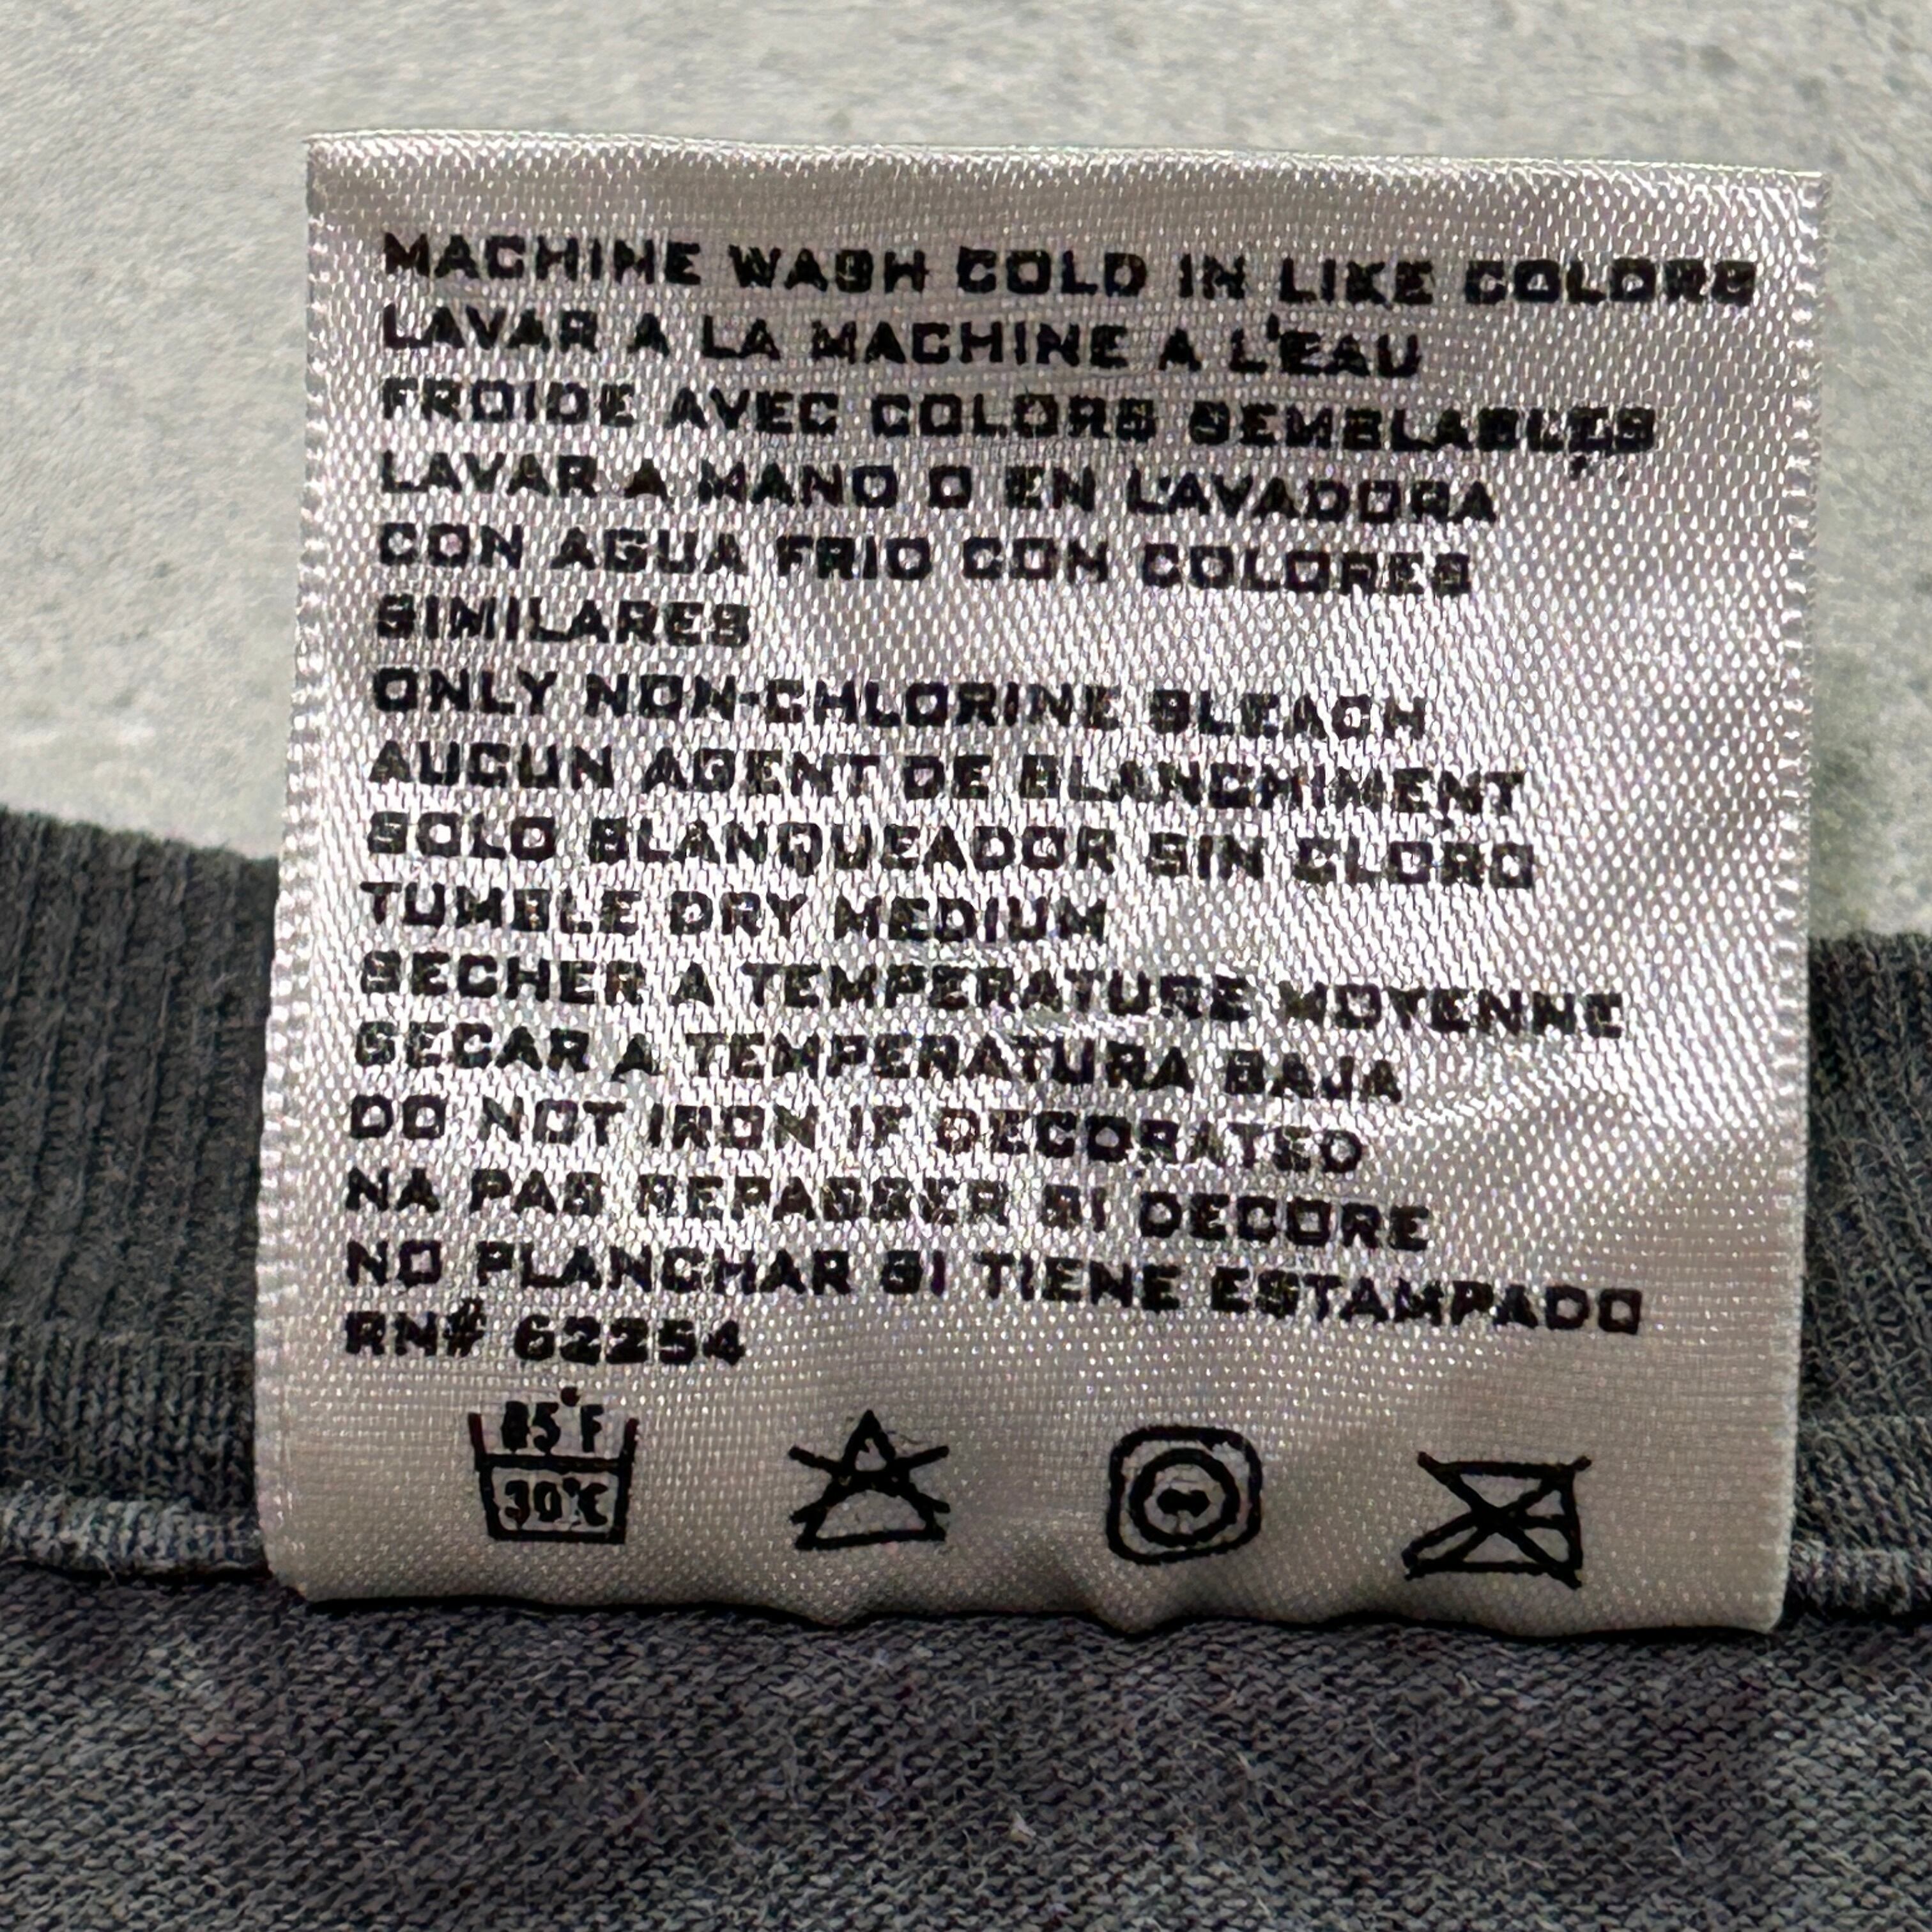 MACHINE WASH COLD IN LIKE COLORS
LAVAR A LA MACHINE A L'EAU
FROIDE AVEC COLORS SEMBLABLES
LAVAR A MANO O EN L'AVADORA
CON AGUA FRIO CON COLORES
SIMILARES
ONLY NON-CHLORINE BLEACH
AUCUN AGENT DE BLANCHIMENT
SOLO BLANQUEADOR SIN CLORO
TUMBLE DRY MEDIUM
SECHER A TEMPERATURE MOYENNE
SECAR A TEMPERATURA BAJA
DO NOT IRON IF DECORATED
NA PAS REPASSER SI DECORE
NO PLANCHAR SI TIENE ESTAMPADO
RN# 62254
85°F
30°C